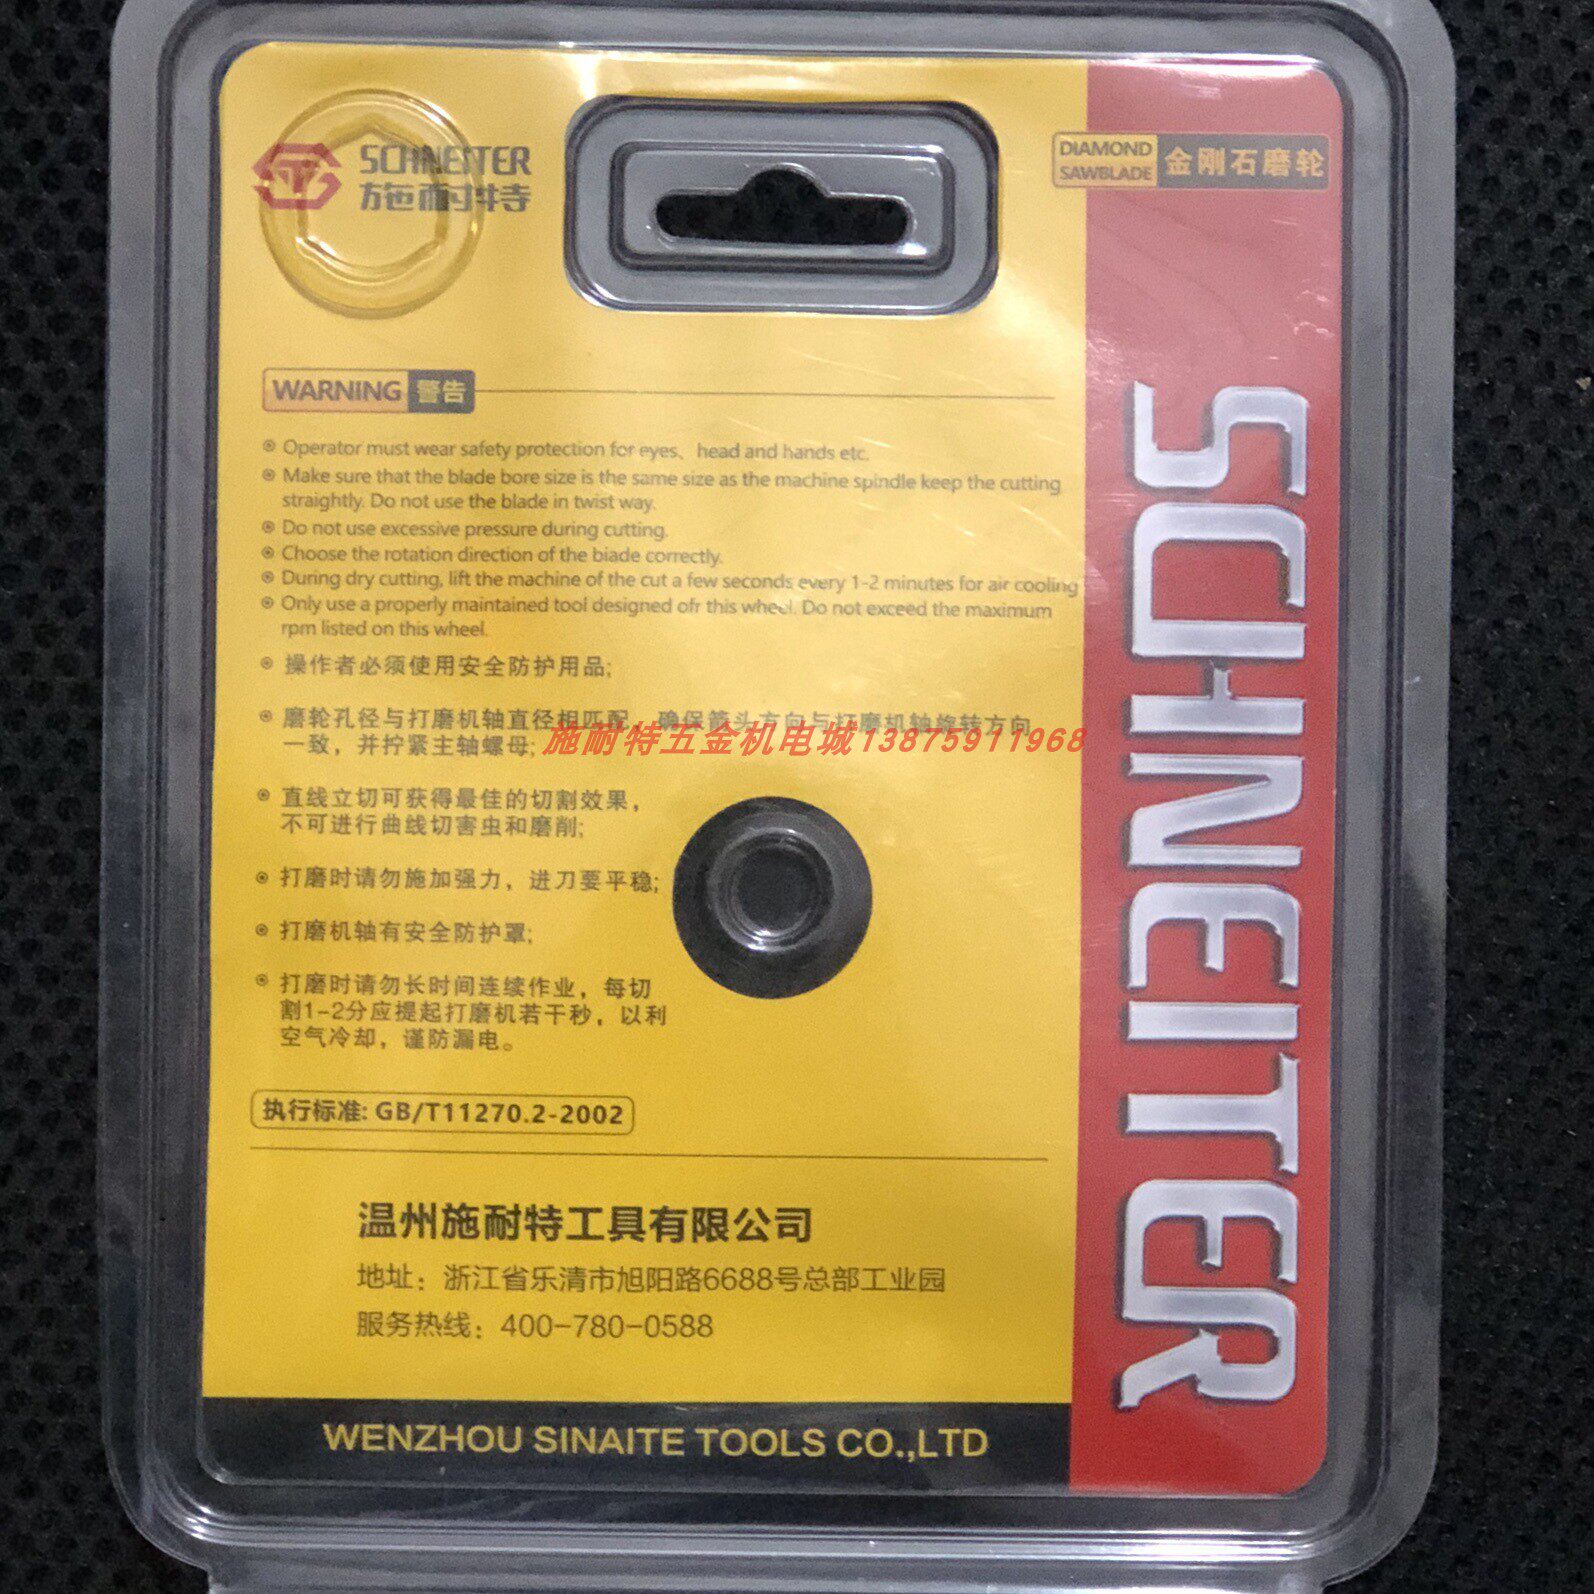 SCHNEITER
施耐特
DIAMOND
SAWBLADE
金刚石磨轮
WARNING 警告
Operator must wear safety protection for eyes、head and hands etc.
Make sure that the blade bore size is the same size as the machine spindle keep the cutting
straightly. Do not use the blade in twist way.
Do not use excessive pressure during cutting.
Choose the rotation direction of the biade correctly.
During dry cutting, lift the machine of the cut a few seconds every 1-2 minutes for air cooling
Only use a properly maintained tool designed ofr this wheel. Do not exceed the maximum
rpm listed on this wheel.
操作者必须使用安全防护用品;
磨轮孔径与打磨机轴直径相匹配，确保箭头方向与打磨机轴旋转方向
一致，并拧紧主轴螺母;
施耐特五金机电城13875911968
直线立切可获得最佳的切割效果，
不可进行曲线切害虫和磨削;
打磨时请勿施加强力，进刀要平稳;
打磨机轴有安全防护罩;
打磨时请勿长时间连续作业，每切
割1-2分应提起打磨机若干秒，以利
空气冷却，谨防漏电。
执行标准: GB/T11270.2-2002
温州施耐特工具有限公司
地址：浙江省乐清市旭阳路6688号总部工业园
服务热线：400-780-0588
WENZHOU SINAITE TOOLS CO.,LTD
SCHNEITER